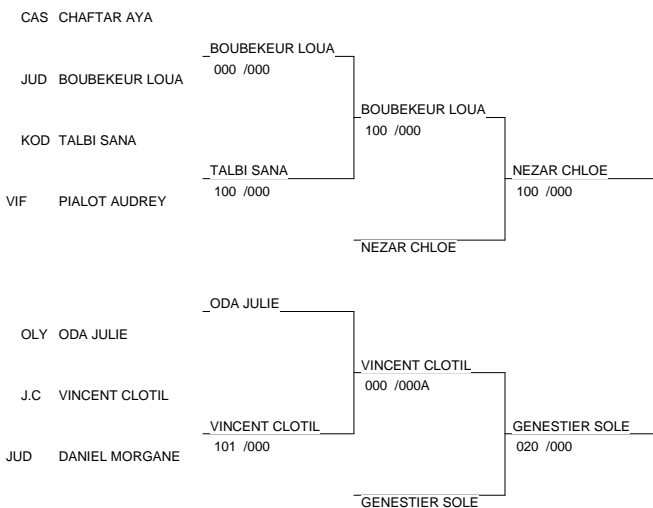 CAS CHAFTAR AYA
BOUBEKEUR LOUA
000 /000
JUD BOUBEKEUR LOUA
BOUBEKEUR LOUA
100 /000
KOD TALBI SANA
TALBI SANA
100 /000
NEZAR CHLOE
100 /000
VIF PIALOT AUDREY
NEZAR CHLOE
ODA JULIE
OLY ODA JULIE
VINCENT CLOTIL
000 /000A
J.C VINCENT CLOTIL
VINCENT CLOTIL
101 /000
GENESTIER SOLE
020 /000
JUD DANIEL MORGANE
GENESTIER SOLE